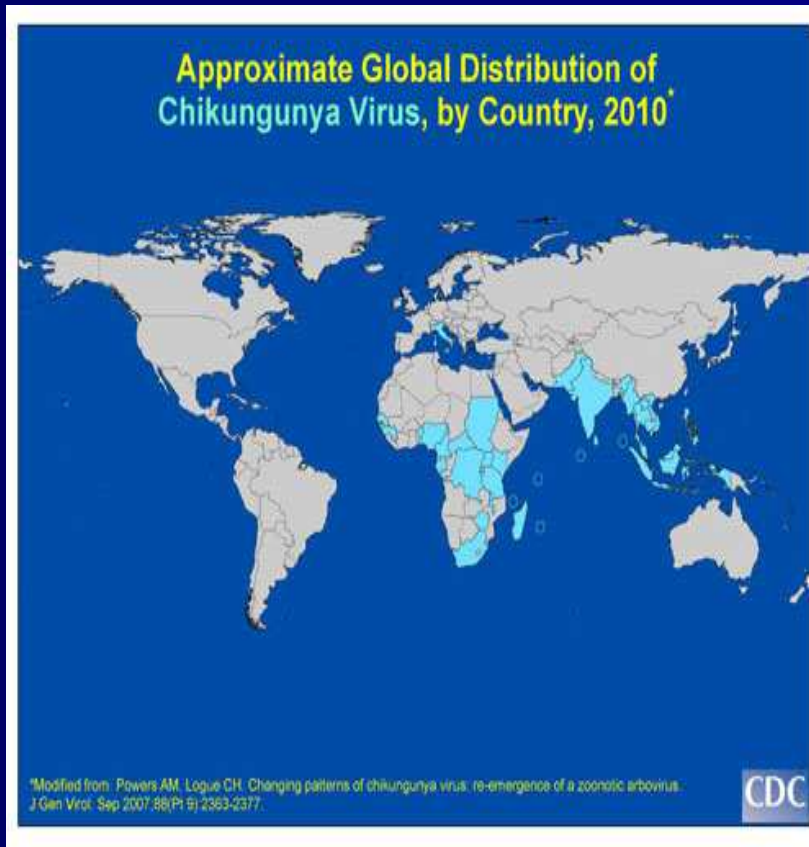 Approximate Global Distribution of
Chikungunya Virus, by Country, 2010*
*Modified from: Powers AM, Logue CH. Changing patterns of chikungunya virus: re-emergence of a zoonotic arbovirus.
J Gen Virol. Sep 2007;88(Pt 9):2363-2377.
CDC